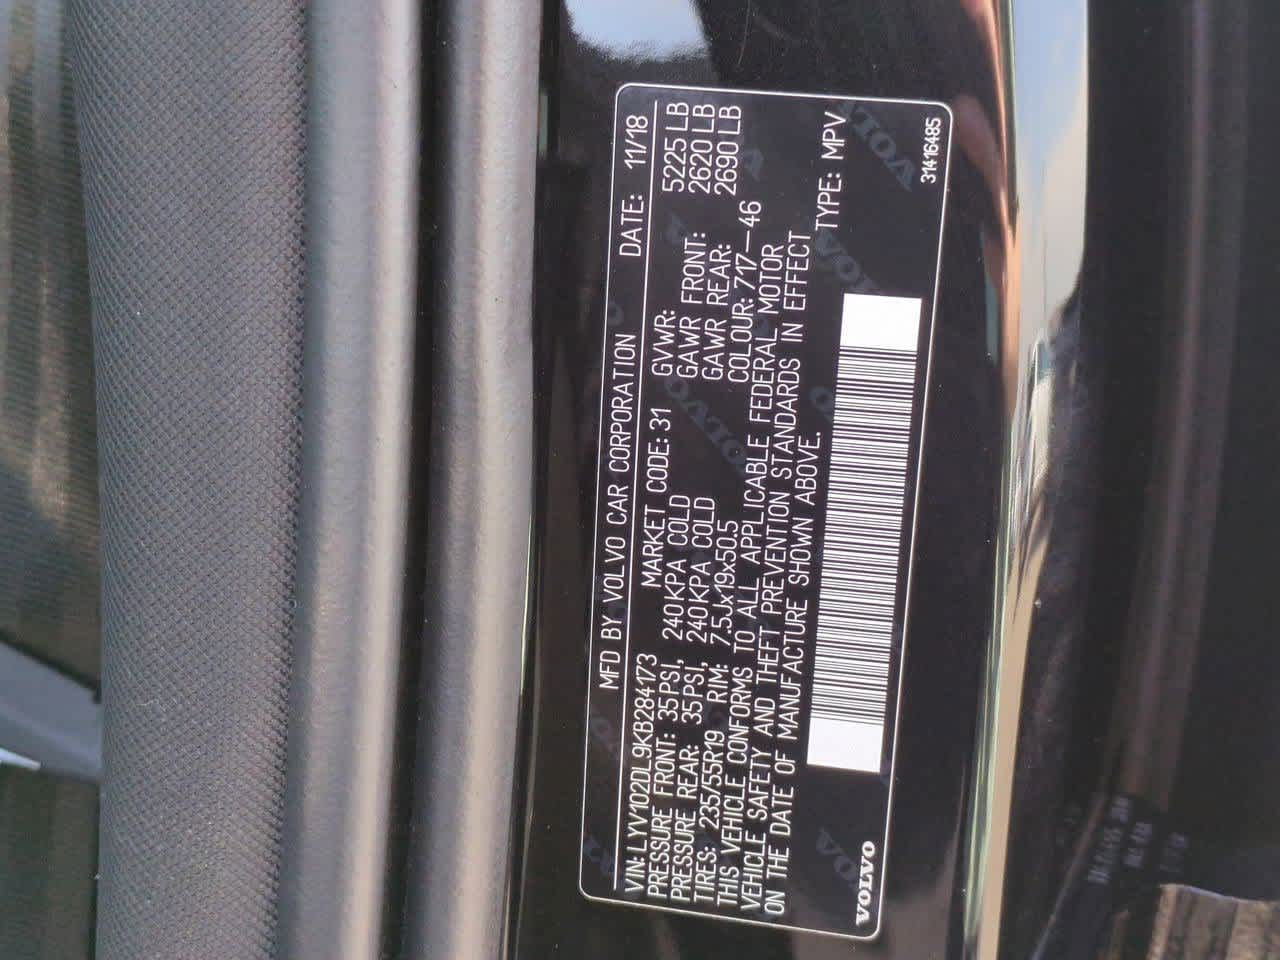 MFD BY VOLVO CAR CORPORATION DATE: 11/18
VIN: LYV102DL9KB284173 MARKET CODE: 31 GVWR: 5225 LB
PRESSURE FRONT: 35PSI, 240KPA COLD GAWR FRONT: 2620 LB
PRESSURE REAR: 35PSI, 240KPA COLD GAWR REAR: 2690 LB
TIRES: 235/55R19 RIM: 7.5Jx19x50.5 COLOUR: 717-46
THIS VEHICLE CONFORMS TO ALL APPLICABLE FEDERAL MOTOR
VEHICLE SAFETY AND THEFT PREVENTION STANDARDS IN EFFECT
ON THE DATE OF MANUFACTURE SHOWN ABOVE. TYPE: MPV
VOLVO 31416485